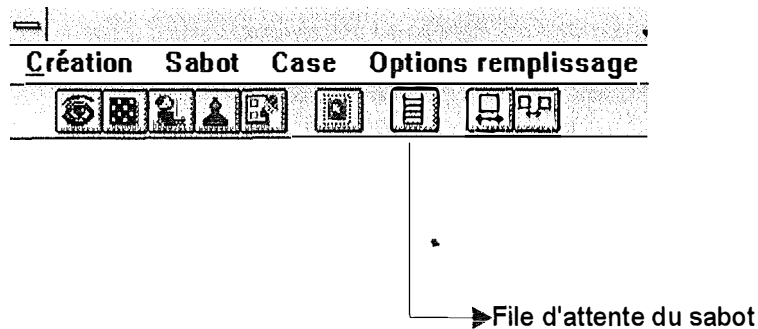 Création Sabot Case Options remplissage
File d'attente du sabot